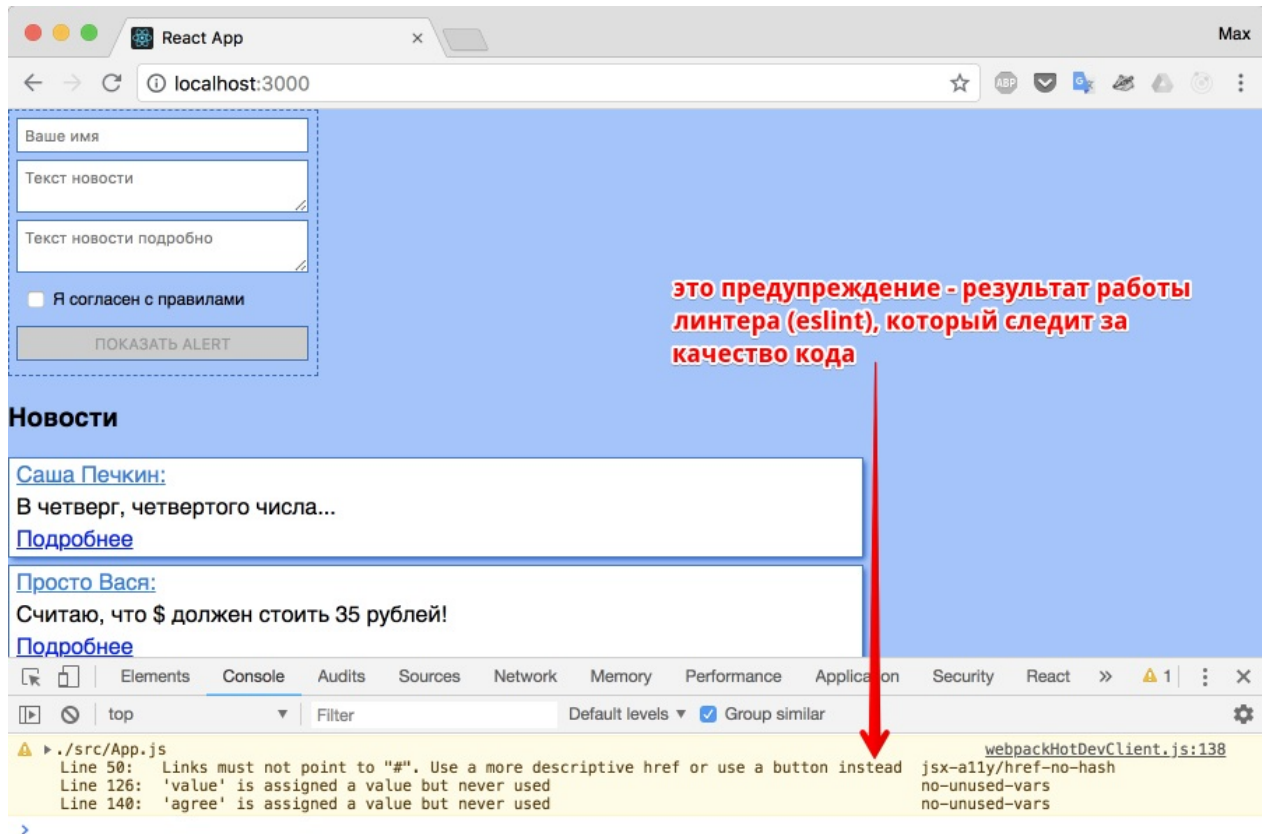 React App
Max
localhost:3000
ABP
Ваше имя
Текст новости
Текст новости подробно
Я согласен с правилами
ПОКАЗАТЬ ALERT
это предупреждение - результат работы
линтера (eslint), который следит за
качество кода
Новости
Саша Печкин:
В четверг, четвертого числа...
Подробнее
Просто Вася:
Считаю, что $ должен стоить 35 рублей!
Подробнее
Elements Console Audits Sources Network Memory Performance Application Security React » 1
top Filter Default levels Group similar
./src/App.js webpackHotDevClient.js:138
Line 50: Links must not point to "#". Use a more descriptive href or use a button instead jsx-a11y/href-no-hash
Line 126: 'value' is assigned a value but never used no-unused-vars
Line 140: 'agree' is assigned a value but never used no-unused-vars